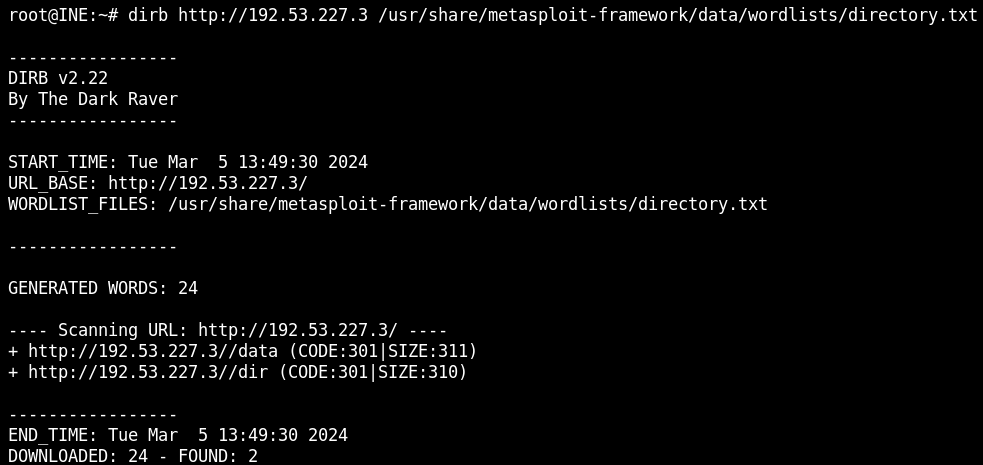 root@INE:~# dirb http://192.53.227.3 /usr/share/metasploit-framework/data/wordlists/directory.txt
-----------------
DIRB v2.22
By The Dark Raver
-----------------
START_TIME: Tue Mar  5 13:49:30 2024
URL_BASE: http://192.53.227.3/
WORDLIST_FILES: /usr/share/metasploit-framework/data/wordlists/directory.txt
-----------------
GENERATED WORDS: 24
---- Scanning URL: http://192.53.227.3/ ----
+ http://192.53.227.3//data (CODE:301|SIZE:311)
+ http://192.53.227.3//dir (CODE:301|SIZE:310)
-----------------
END_TIME: Tue Mar  5 13:49:30 2024
DOWNLOADED: 24 - FOUND: 2